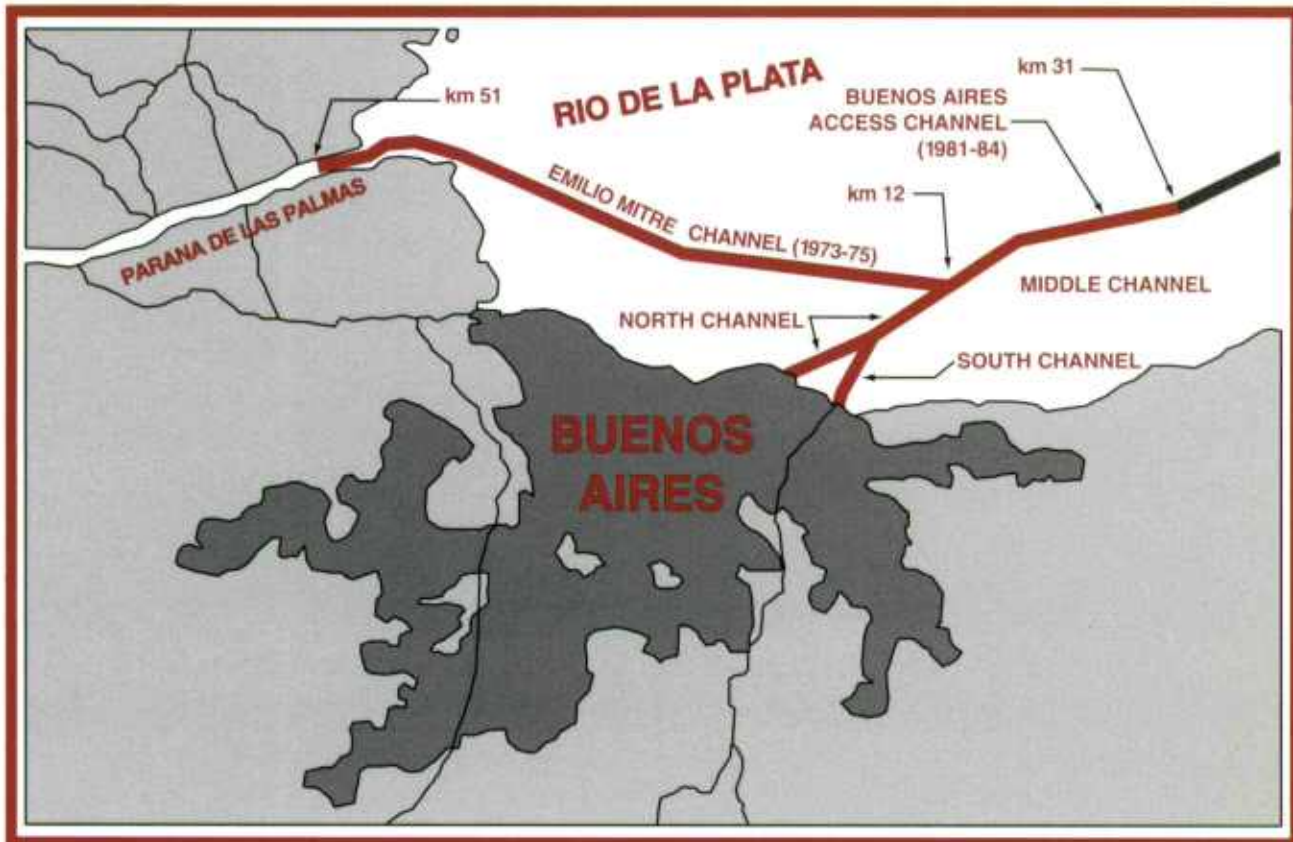 RIO DE LA PLATA
km 31
BUENOS AIRES
ACCESS CHANNEL
(1981-84)
km 51
km 12
EMILIO MITRE CHANNEL (1973-75)
PARANA DE LAS PALMAS
MIDDLE CHANNEL
NORTH CHANNEL
SOUTH CHANNEL
BUENOS
AIRES